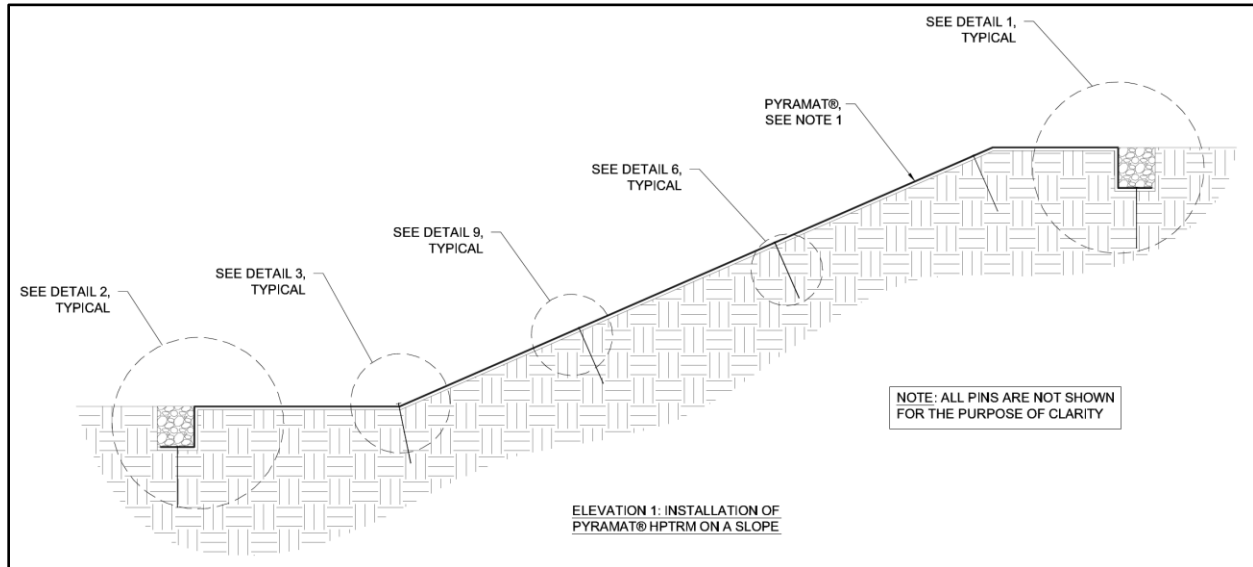 SEE DETAIL 1,
TYPICAL
PYRAMAT®,
SEE NOTE 1
SEE DETAIL 6,
TYPICAL
SEE DETAIL 9,
TYPICAL
SEE DETAIL 3,
TYPICAL
SEE DETAIL 2,
TYPICAL
NOTE: ALL PINS ARE NOT SHOWN
FOR THE PURPOSE OF CLARITY
ELEVATION 1: INSTALLATION OF
PYRAMAT® HPTRM ON A SLOPE